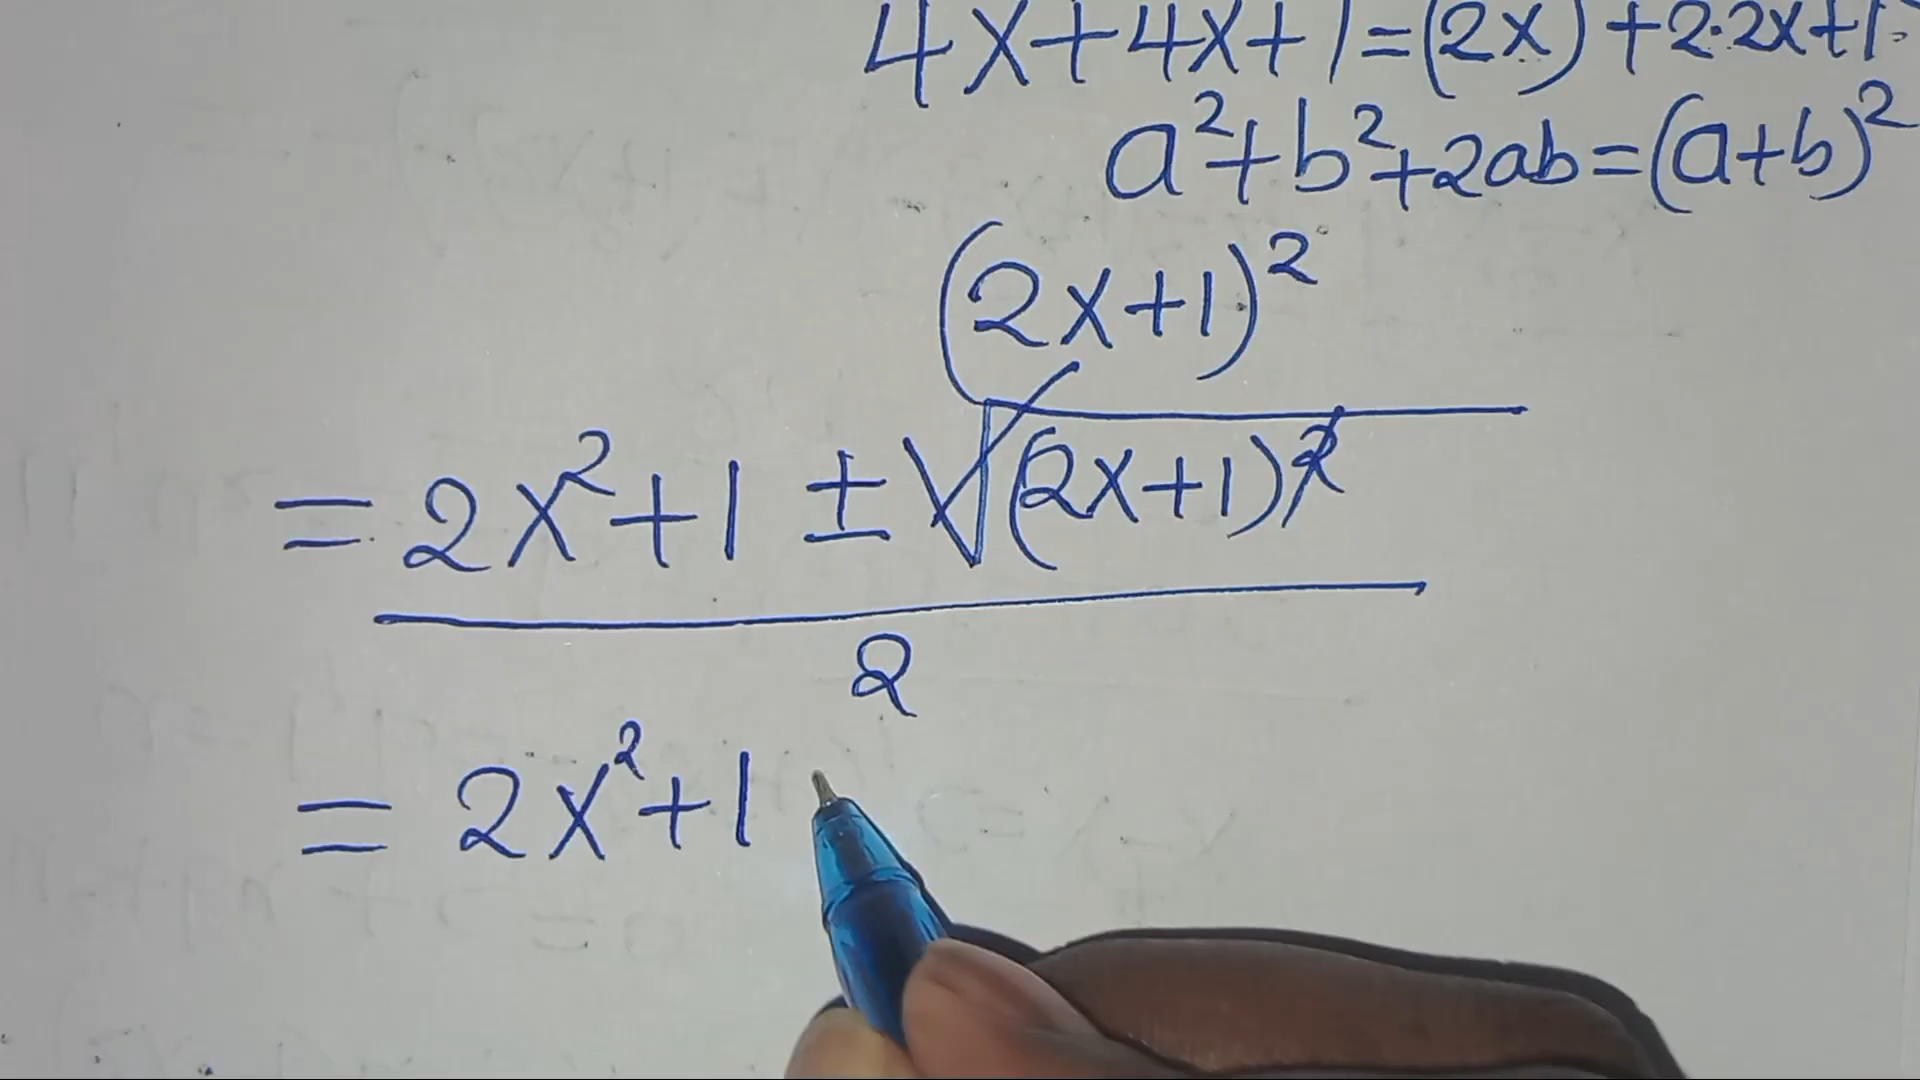 4x+4x+1=(2x)+2·2x+1
a²+b²+2ab=(a+b)²
(2x+1)²
= 2x²+1 ± √(2x+1)²
2
= 2x²+1